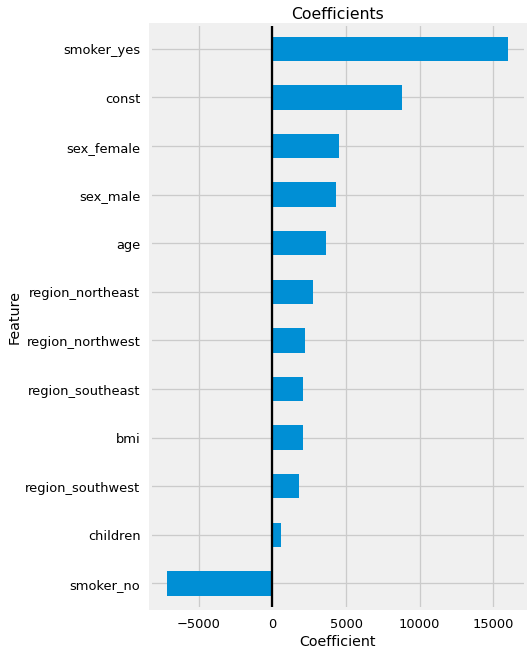 Coefficients
smoker_yes
const
sex_female
sex_male
age
region_northeast
region_northwest
region_southeast
bmi
region_southwest
children
smoker_no
Feature
−5000 0 5000 10000 15000
Coefficient